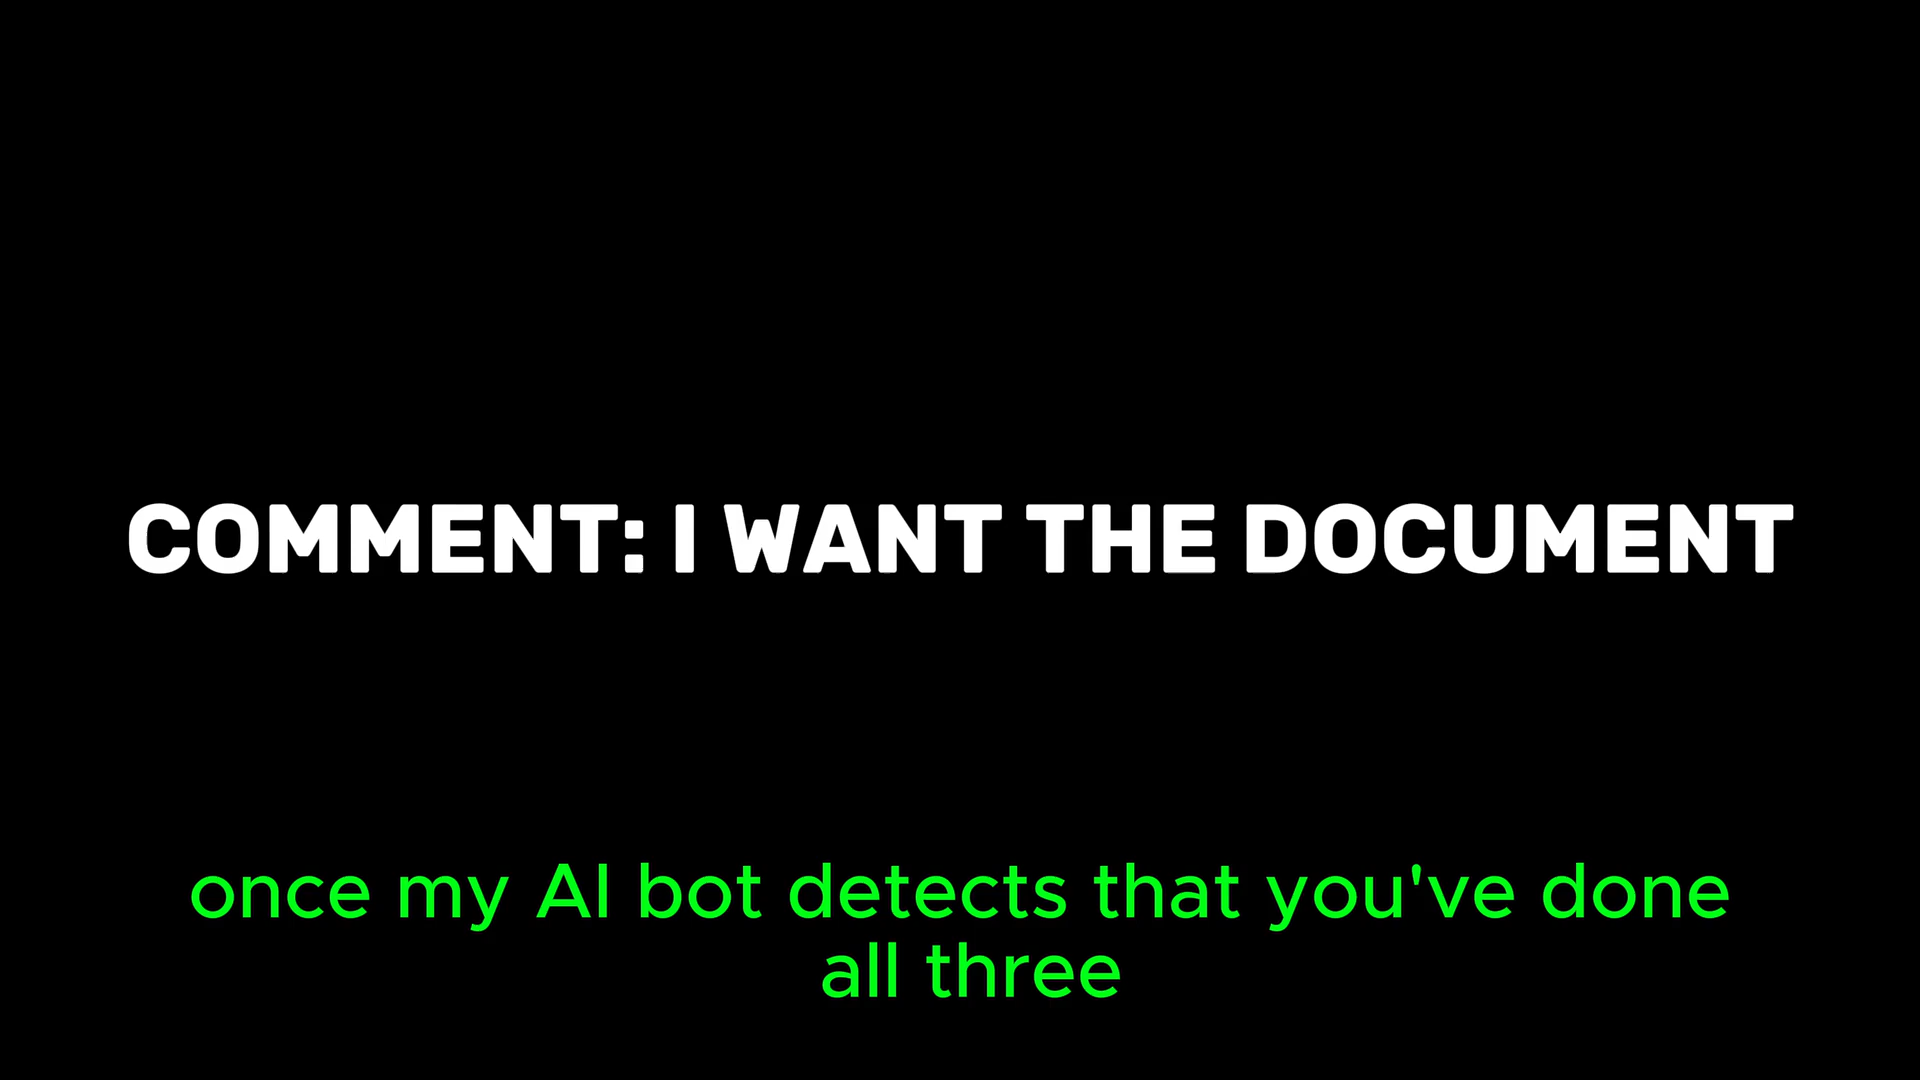 COMMENT: I WANT THE DOCUMENT
once my AI bot detects that you've done
all three